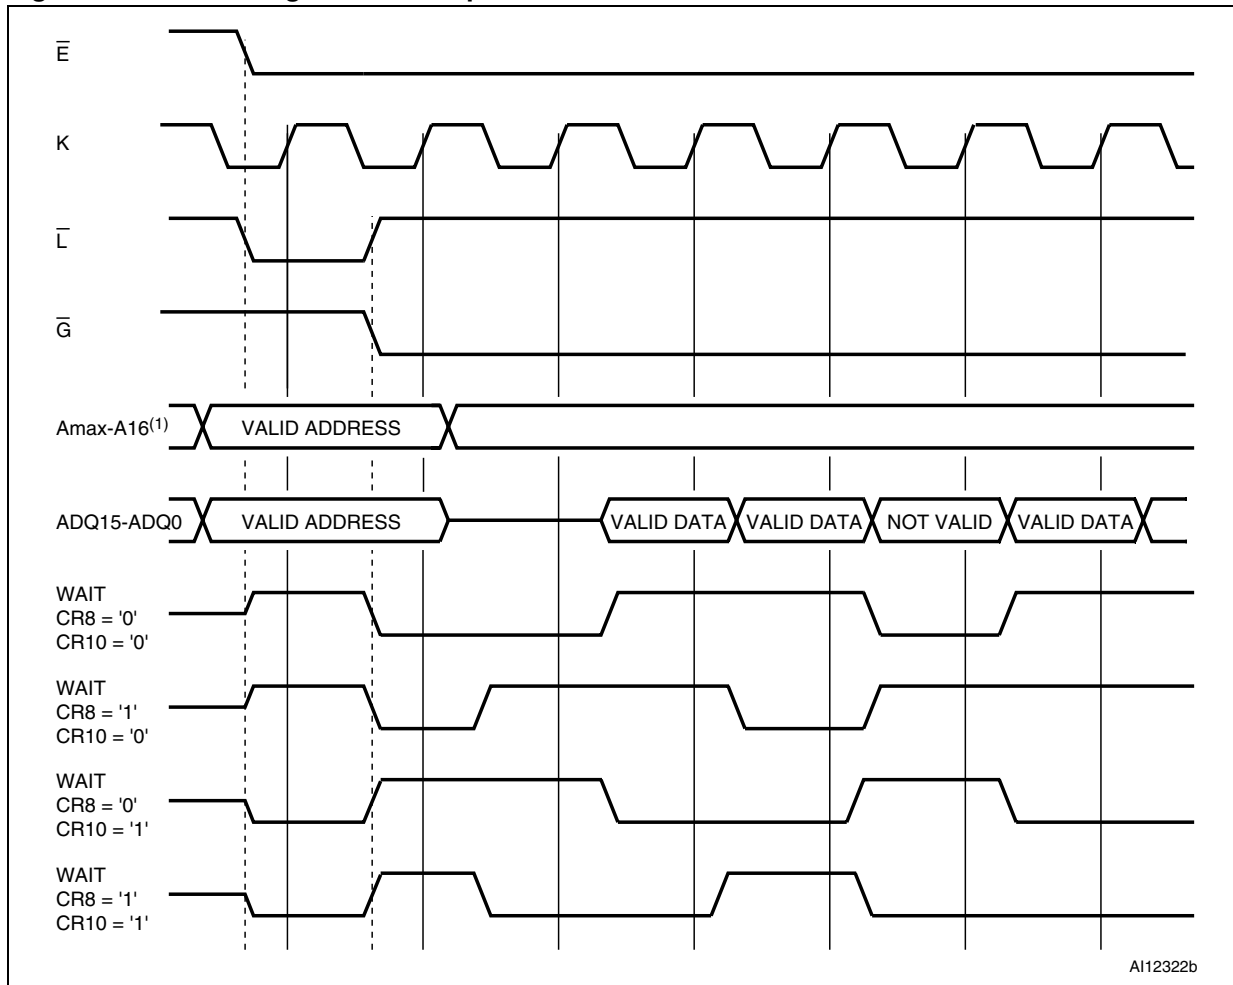 E
K
L
G
Amax-A16(1)
VALID ADDRESS
ADQ15-ADQ0
VALID ADDRESS
VALID DATA
VALID DATA
NOT VALID
VALID DATA
WAIT
CR8 = '0'
CR10 = '0'
WAIT
CR8 = '1'
CR10 = '0'
WAIT
CR8 = '0'
CR10 = '1'
WAIT
CR8 = '1'
CR10 = '1'
AI12322b